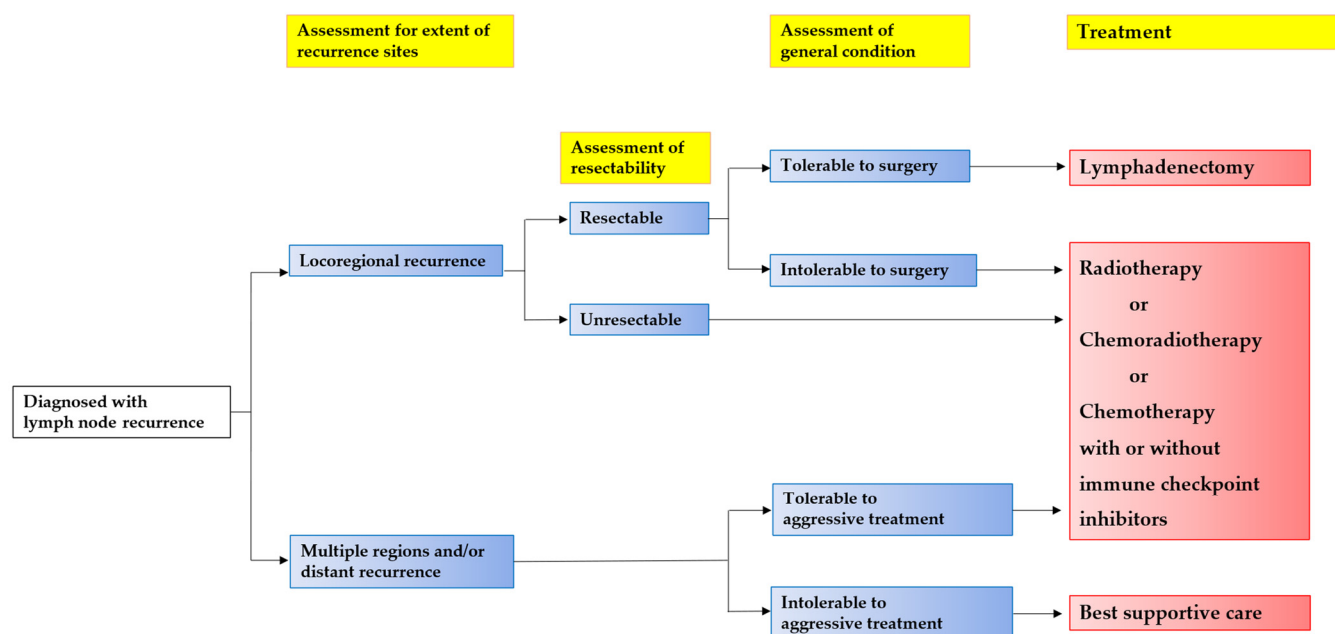 Assessment for extent of
recurrence sites
Assessment of
general condition
Treatment
Assessment of
resectability
Tolerable to surgery
Lymphadenectomy
Resectable
Locoregional recurrence
Intolerable to surgery
Unresectable
Radiotherapy
or
Chemoradiotherapy
or
Chemotherapy
with or without
immune checkpoint
inhibitors
Diagnosed with
lymph node recurrence
Tolerable to
aggressive treatment
Multiple regions and/or
distant recurrence
Intolerable to
aggressive treatment
Best supportive care